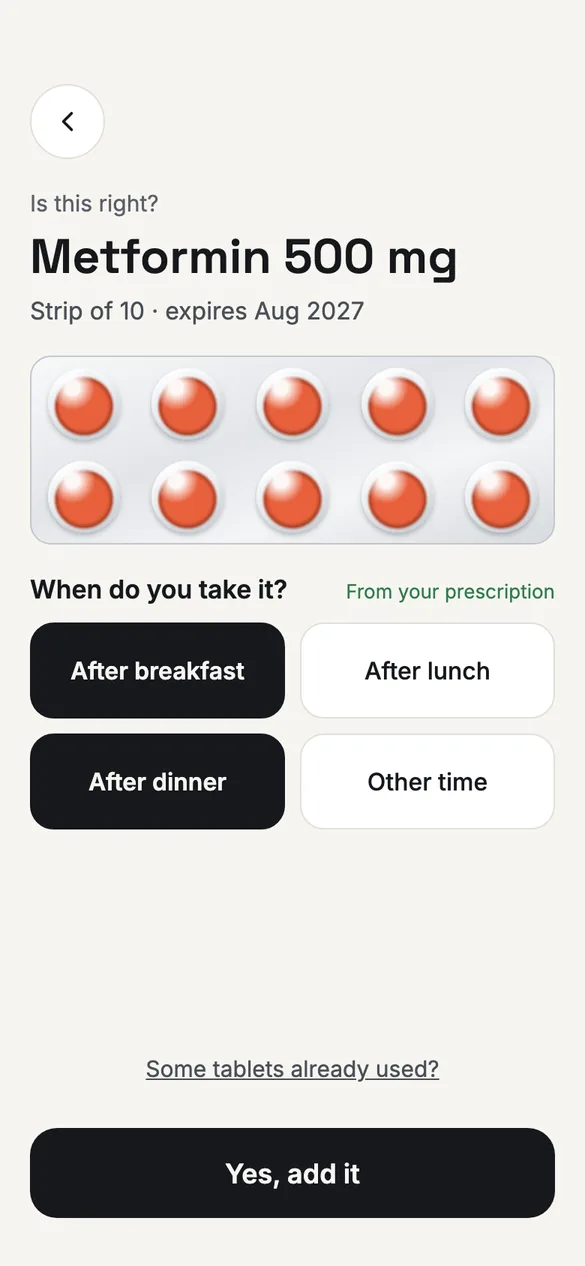 Is this right?
Metformin 500 mg
Strip of 10 · expires Aug 2027
When do you take it?
From your prescription
After breakfast
After lunch
After dinner
Other time
Some tablets already used?
Yes, add it